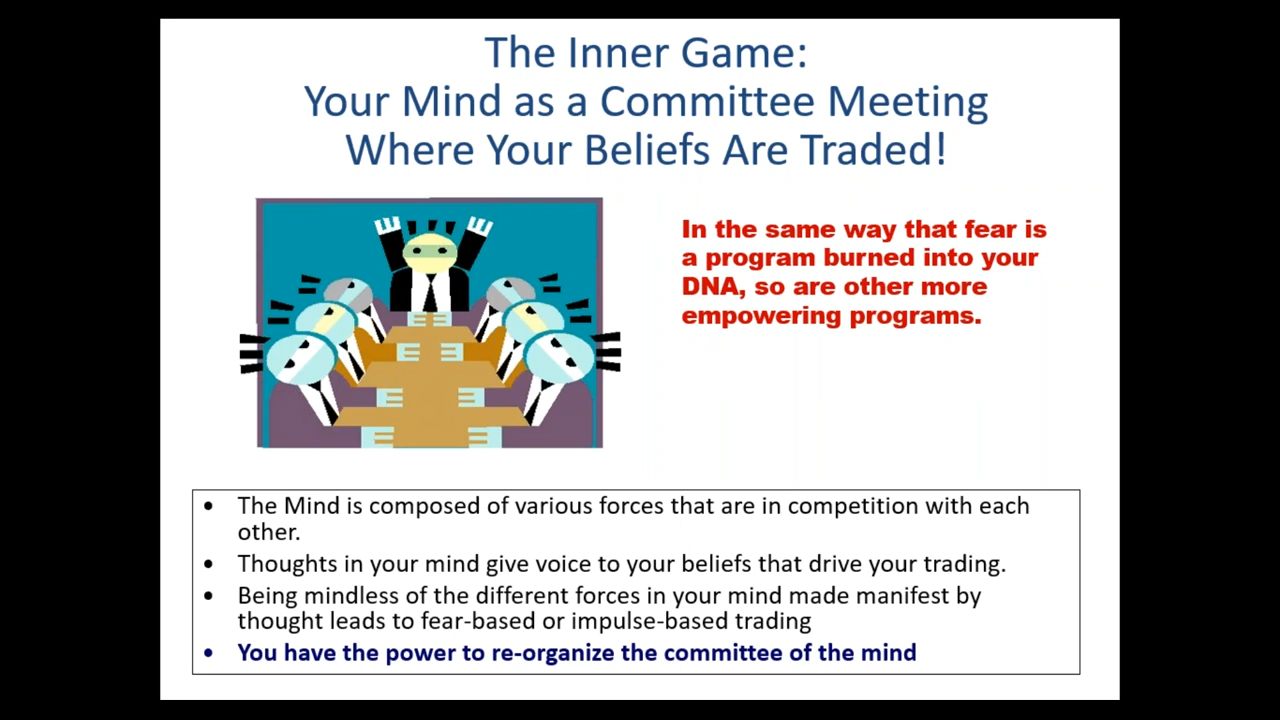 The Inner Game:
Your Mind as a Committee Meeting
Where Your Beliefs Are Traded!
In the same way that fear is
a program burned into your
DNA, so are other more
empowering programs.
• The Mind is composed of various forces that are in competition with each
other.
• Thoughts in your mind give voice to your beliefs that drive your trading.
• Being mindless of the different forces in your mind made manifest by
thought leads to fear-based or impulse-based trading
• You have the power to re-organize the committee of the mind